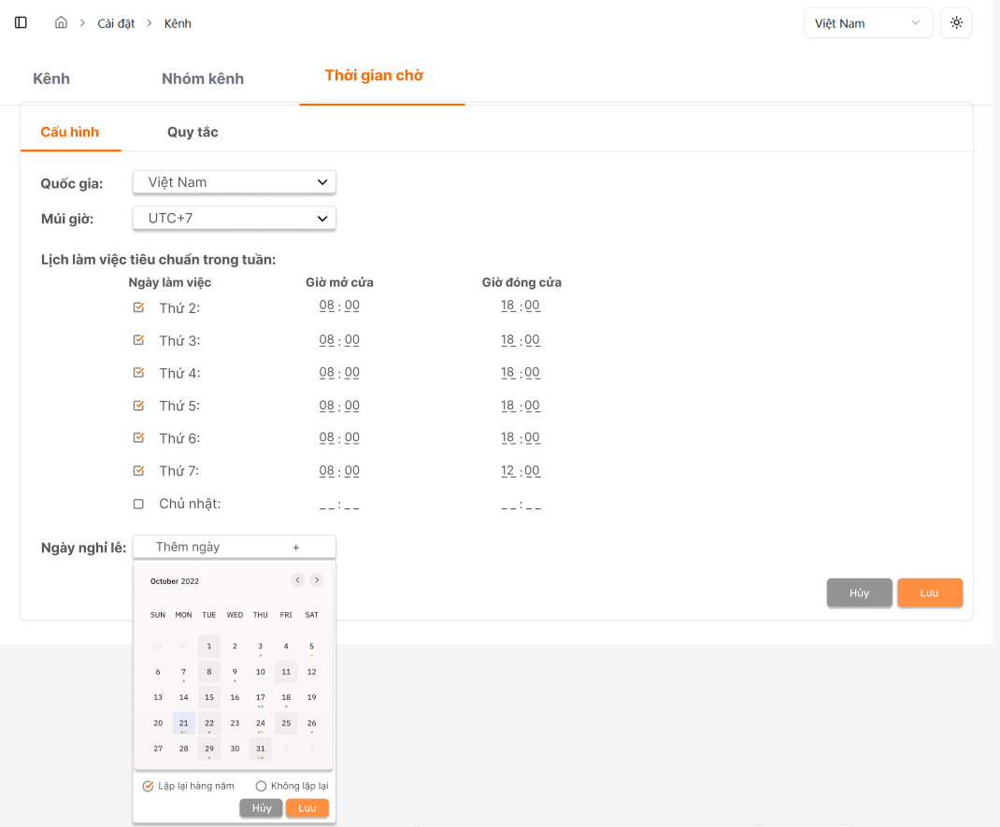 Cài đặt > Kênh
Việt Nam
Kênh Nhóm kênh Thời gian chờ
Cấu hình Quy tắc
Quốc gia: Việt Nam
Múi giờ: UTC+7
Lịch làm việc tiêu chuẩn trong tuần:
Ngày làm việc Giờ mở cửa Giờ đóng cửa
Thứ 2: 08 : 00 18 : 00
Thứ 3: 08 : 00 18 : 00
Thứ 4: 08 : 00 18 : 00
Thứ 5: 08 : 00 18 : 00
Thứ 6: 08 : 00 18 : 00
Thứ 7: 08 : 00 12 : 00
Chủ nhật: _ _ : _ _ _ _ : _ _
Ngày nghỉ lễ: Thêm ngày +
October 2022
Hủy Lưu
SUN MON TUE WED THU FRI SAT
29 30 1 2 3 4 5
6 7 8 9 10 11 12
13 14 15 16 17 18 19
20 21 22 23 24 25 26
27 28 29 30 31 1 2
Lặp lại hàng năm Không lặp lại
Hủy Lưu